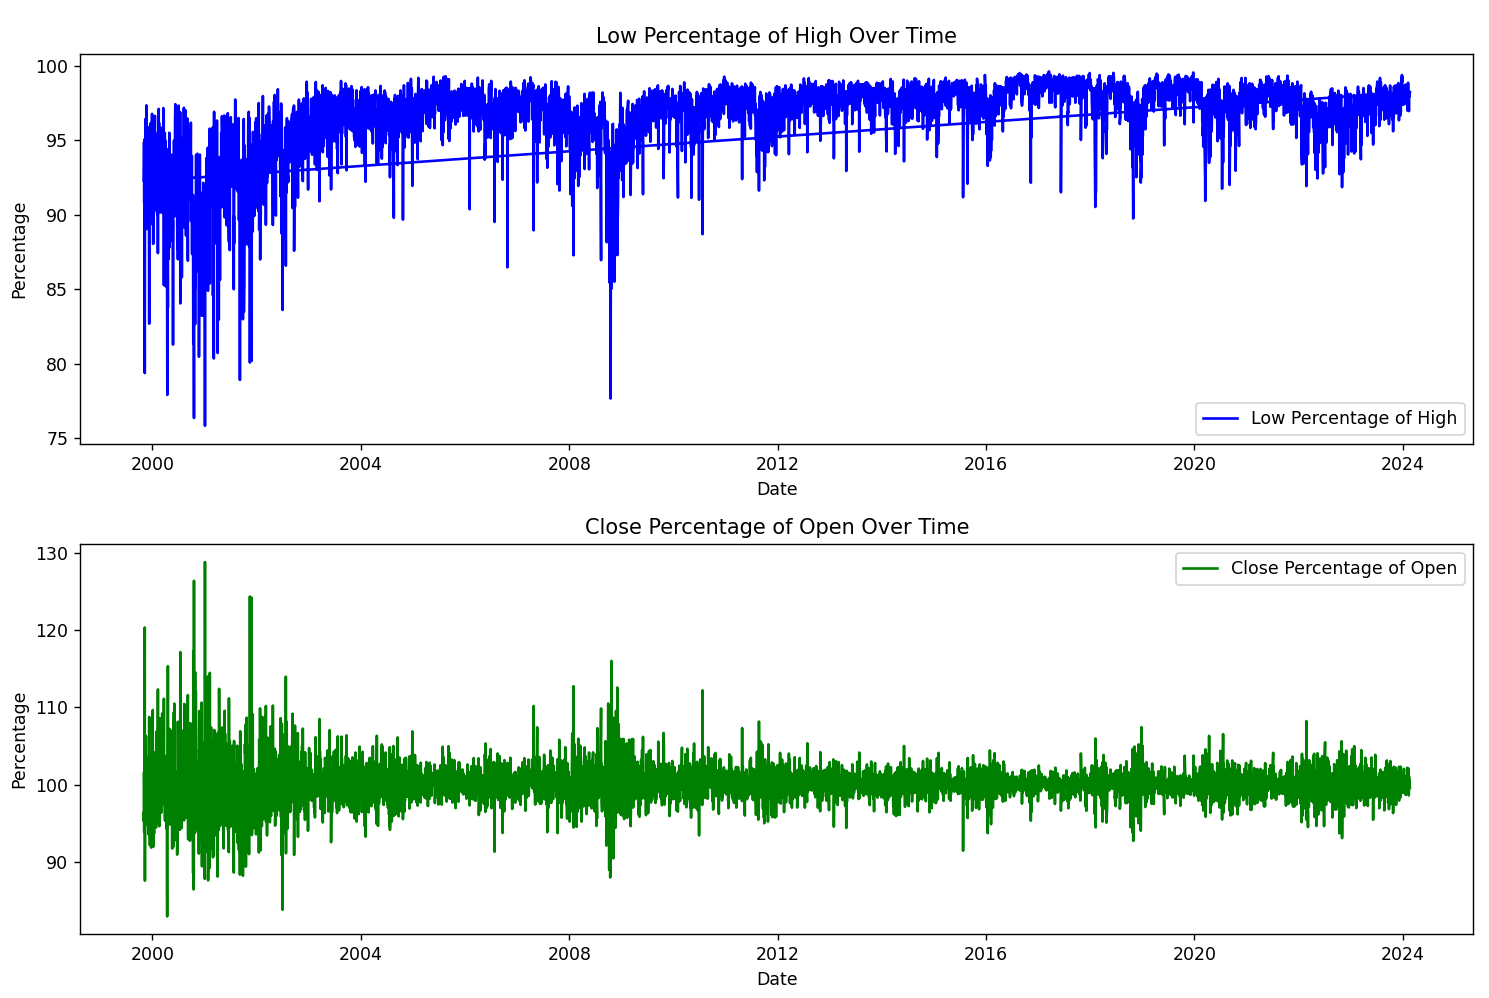 Low Percentage of High Over Time
100
95
90
85
80
75
Percentage
Low Percentage of High
2000 2004 2008 2012 2016 2020 2024
Date
Close Percentage of Open Over Time
130
120
110
100
90
Percentage
Close Percentage of Open
2000 2004 2008 2012 2016 2020 2024
Date